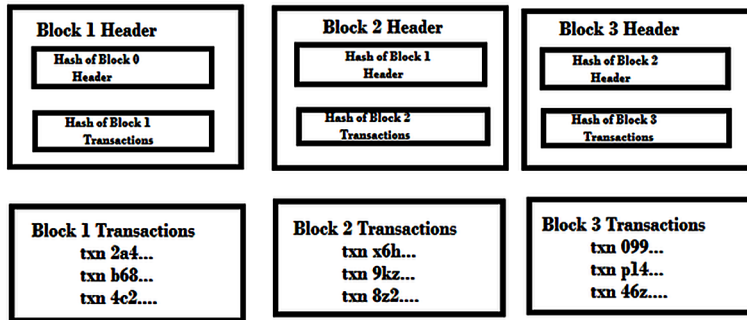 Block 1 Header
Hash of Block 0
Header
Hash of Block 1
Transactions
Block 2 Header
Hash of Block 1
Header
Hash of Block 2
Transactions
Block 3 Header
Hash of Block 2
Header
Hash of Block 3
Transactions
Block 1 Transactions
txn 2a4...
txn b68...
txn 4c2....
Block 2 Transactions
txn x6h...
txn 9kz...
txn 8z2....
Block 3 Transactions
txn 099...
txn p14...
txn 46z....